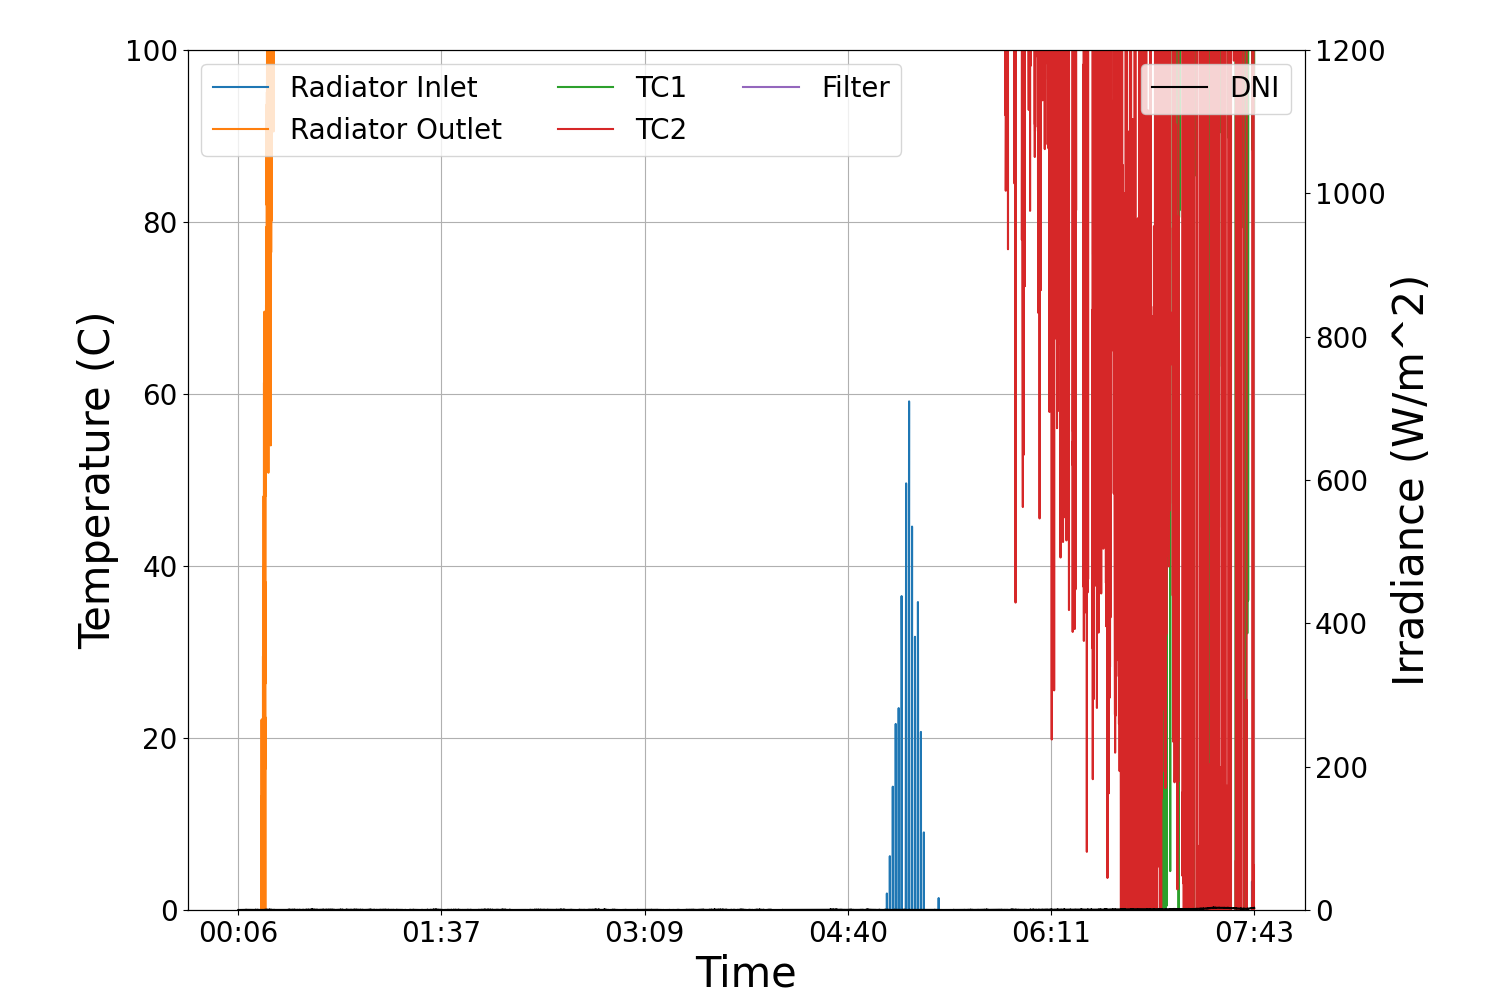 100
80
60
40
20
0
Temperature (C)
Radiator Inlet
Radiator Outlet
TC1
TC2
Filter
DNI
1200
1000
800
600
400
200
0
Irradiance (W/m^2)
00:06
01:37
03:09
04:40
06:11
07:43
Time